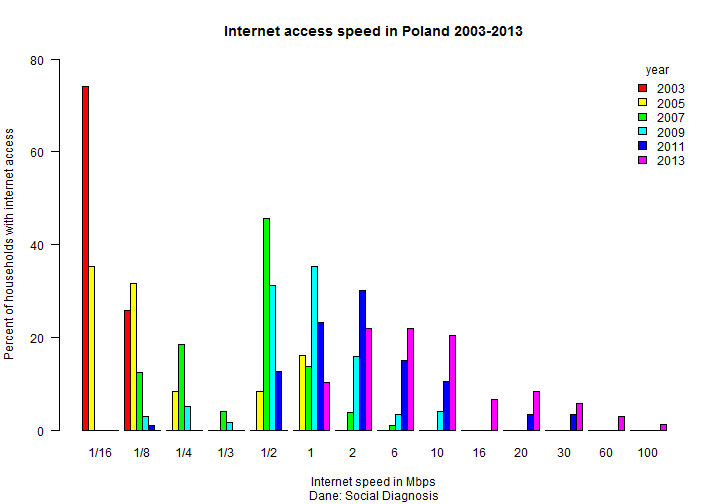 Internet access speed in Poland 2003-2013
year
2003
2005
2007
2009
2011
2013
Percent of households with internet access
80
60
40
20
0
1/16 1/8 1/4 1/3 1/2 1 2 6 10 16 20 30 60 100
Internet speed in Mbps
Dane: Social Diagnosis